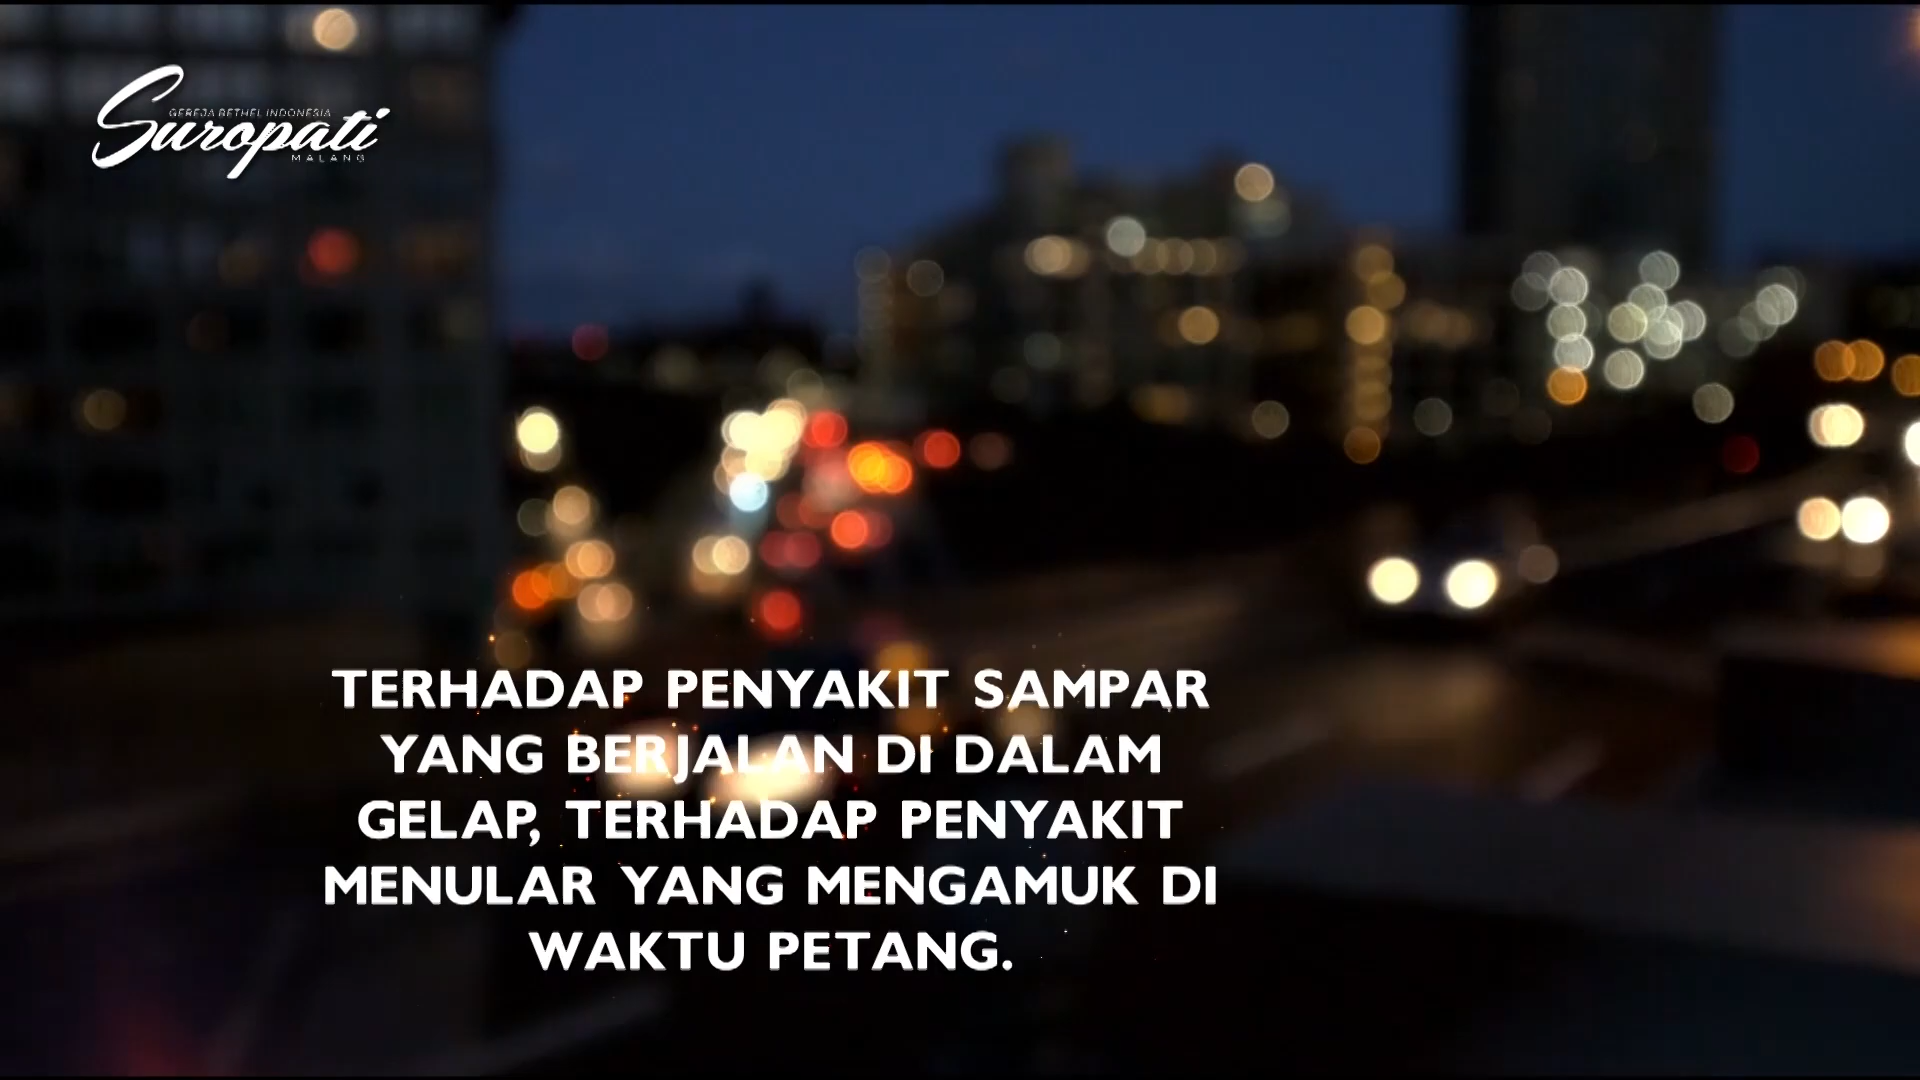 GEREJA BETHEL INDONESIA
Suropati
MALANG
TERHADAP PENYAKIT SAMPAR
YANG BERJALAN DI DALAM
GELAP, TERHADAP PENYAKIT
MENULAR YANG MENGAMUK DI
WAKTU PETANG.